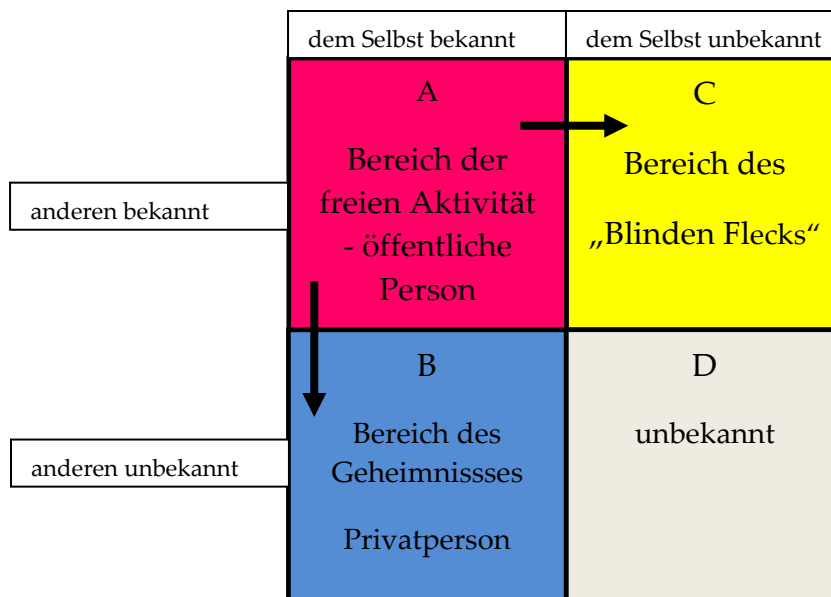 dem Selbst bekannt
dem Selbst unbekannt
A
Bereich der
freien Aktivität
- öffentliche
Person
C
Bereich des
„Blinden Flecks“
anderen bekannt
B
Bereich des
Geheimnissses
Privatperson
D
unbekannt
anderen unbekannt